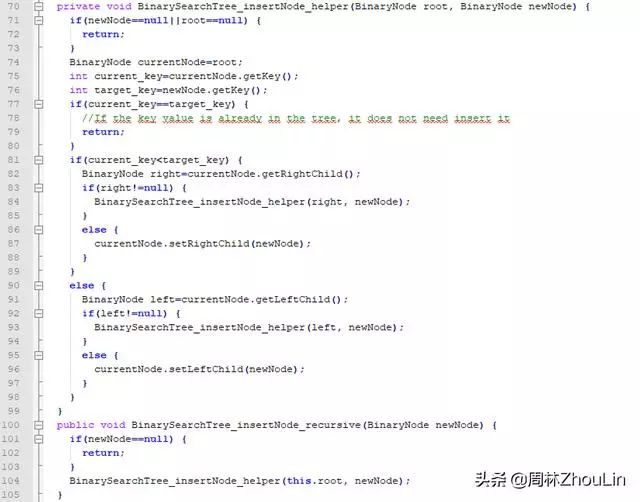 70 private void BinarySearchTree_insertNode_helper(BinaryNode root, BinaryNode newNode) {
71 if(newNode==null||root==null) {
72 return;
73 }
74 BinaryNode currentNode=root;
75 int current_key=currentNode.getKey();
76 int target_key=newNode.getKey();
77 if(current_key==target_key) {
78 //If the key value is already in the tree, it does not need insert it
79 return;
80 }
81 if(current_key<target_key) {
82 BinaryNode right=currentNode.getRightChild();
83 if(right!=null) {
84 BinarySearchTree_insertNode_helper(right, newNode);
85 }
86 else {
87 currentNode.setRightChild(newNode);
88 }
89 }
90 else {
91 BinaryNode left=currentNode.getLeftChild();
92 if(left!=null) {
93 BinarySearchTree_insertNode_helper(left, newNode);
94 }
95 else {
96 currentNode.setLeftChild(newNode);
97 }
98 }
99 }
100 public void BinarySearchTree_insertNode_recursive(BinaryNode newNode) {
101 if(newNode==null) {
102 return;
103 }
104 BinarySearchTree_insertNode_helper(this.root, newNode);
105 }
头条 @周林ZhouLin